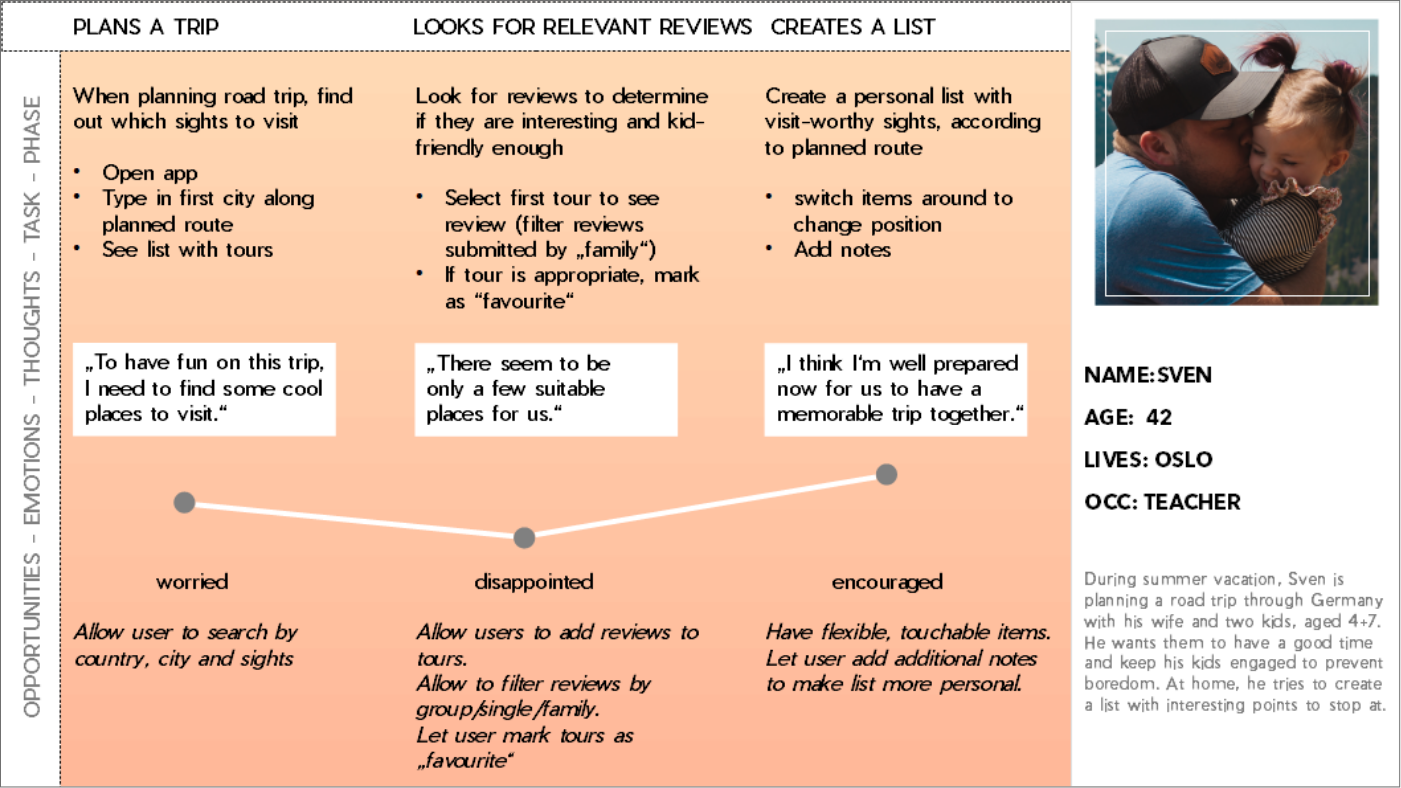 PLANS A TRIP
LOOKS FOR RELEVANT REVIEWS
CREATES A LIST
OPPORTUNITIES - EMOTIONS - THOUGHTS - TASK - PHASE
When planning road trip, find
out which sights to visit
• Open app
• Type in first city along
planned route
• See list with tours
„To have fun on this trip,
I need to find some cool
places to visit.“
worried
Allow user to search by
country, city and sights
Look for reviews to determine
if they are interesting and kid-
friendly enough
• Select first tour to see
review (filter reviews
submitted by „family“)
• If tour is appropriate, mark
as “favourite“
„There seem to be
only a few suitable
places for us.“
disappointed
Allow users to add reviews to
tours.
Allow to filter reviews by
group/single/family.
Let user mark tours as
„favourite“
Create a personal list with
visit-worthy sights, according
to planned route
• switch items around to
change position
• Add notes
„I think I‘m well prepared
now for us to have a
memorable trip together.“
encouraged
Have flexible, touchable items.
Let user add additional notes
to make list more personal.
NAME:SVEN
AGE: 42
LIVES: OSLO
OCC: TEACHER
During summer vacation, Sven is
planning a road trip through Germany
with his wife and two kids, aged 4+7.
He wants them to have a good time
and keep his kids engaged to prevent
boredom. At home, he tries to create
a list with interesting points to stop at.